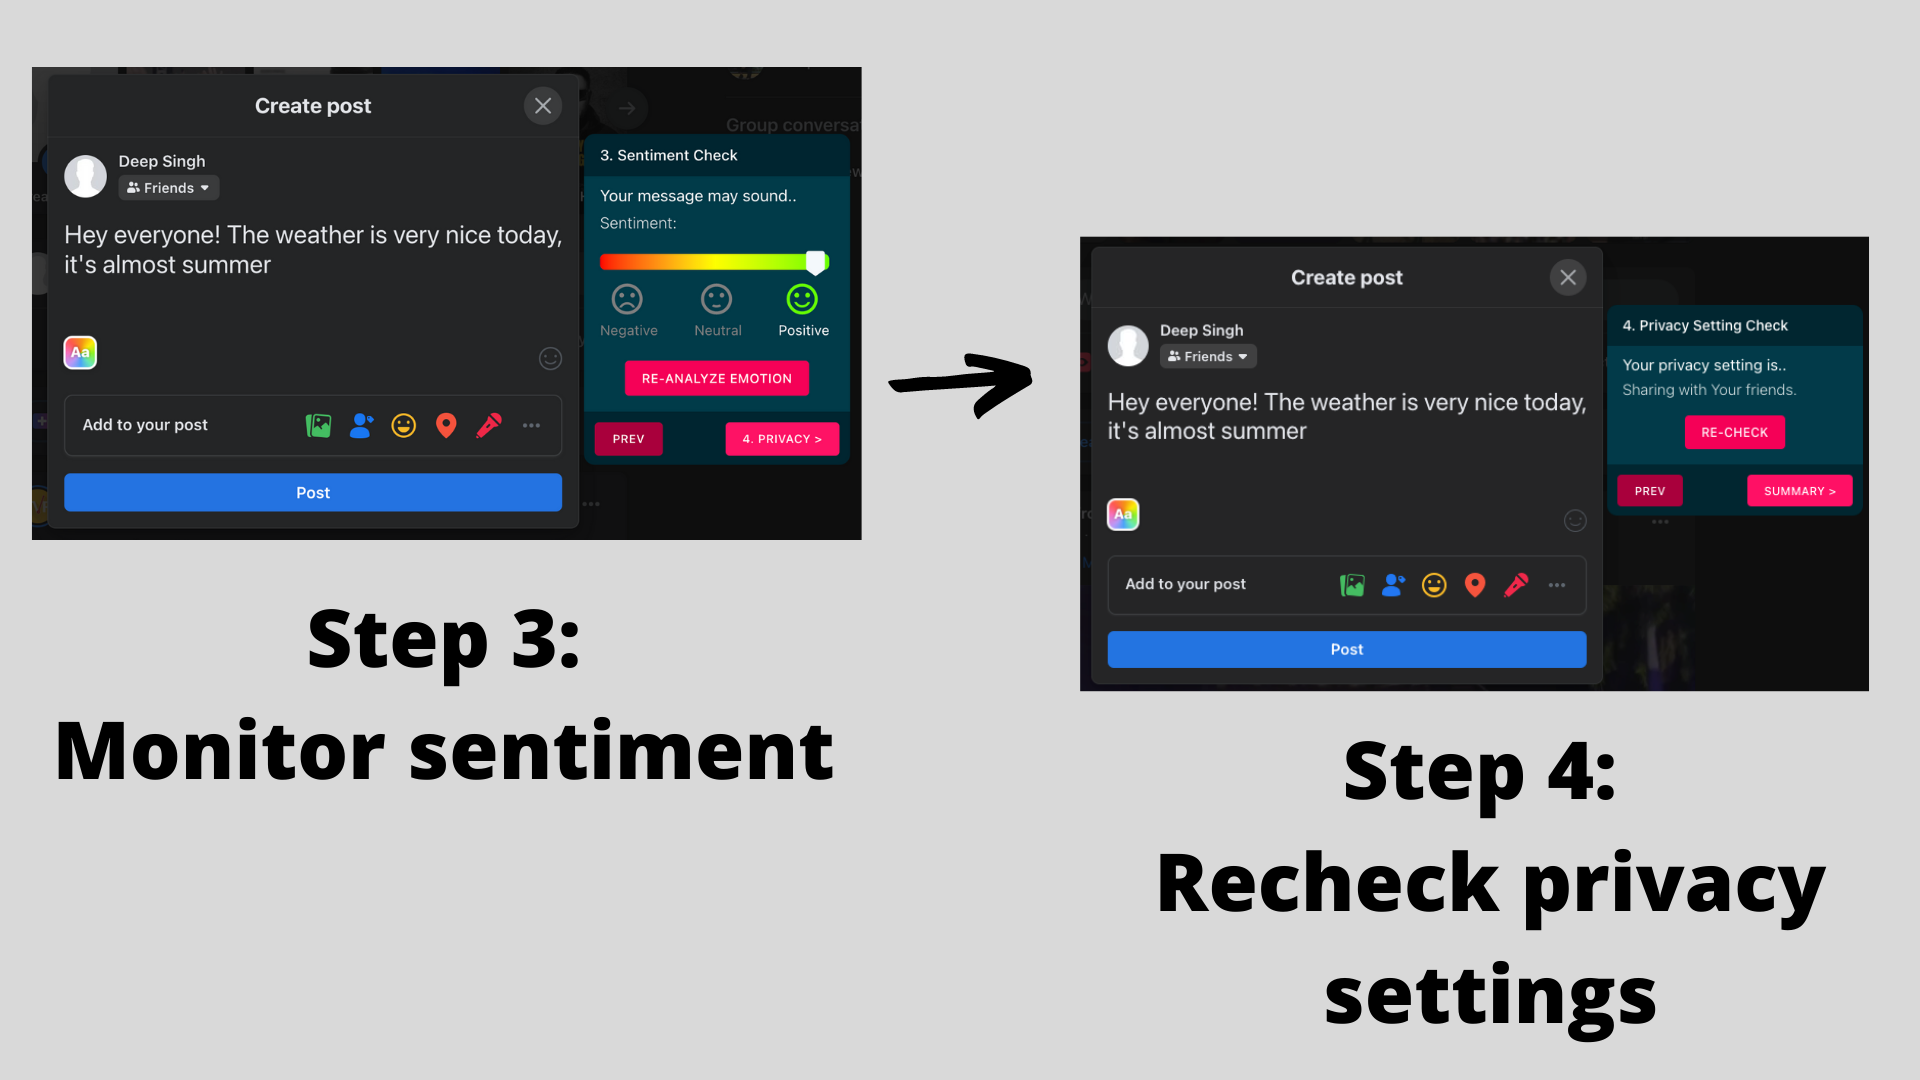 Create post
Group conversat
Deep Singh
Friends
Hey everyone! The weather is very nice today,
it's almost summer
Aa
Add to your post
Post
3. Sentiment Check
Your message may sound..
Sentiment:
Negative Neutral Positive
RE-ANALYZE EMOTION
PREV
4. PRIVACY >
Step 3:
Monitor sentiment
Create post
Deep Singh
Friends
Hey everyone! The weather is very nice today,
it's almost summer
Aa
Add to your post
Post
4. Privacy Setting Check
Your privacy setting is..
Sharing with Your friends.
RE-CHECK
PREV
SUMMARY >
Step 4:
Recheck privacy
settings